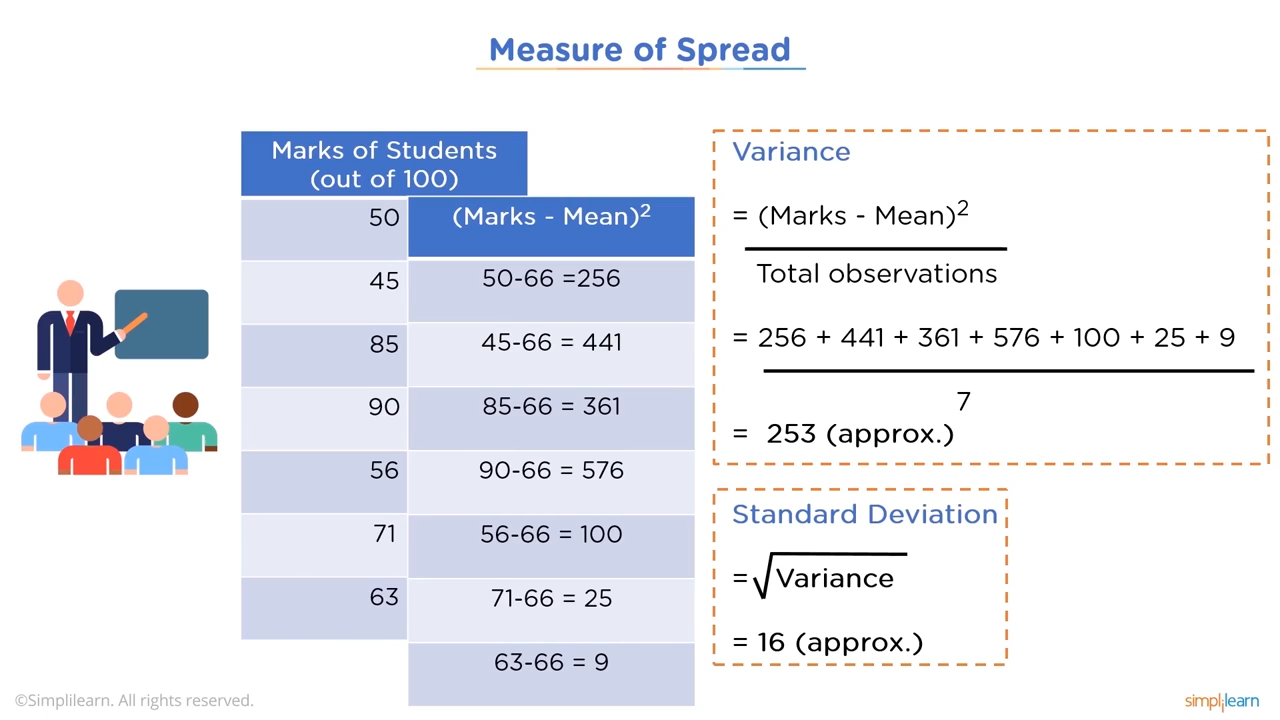 Measure of Spread
Marks of Students
(out of 100)
50
45
85
90
56
71
63
(Marks - Mean)²
50-66 =256
45-66 = 441
85-66 = 361
90-66 = 576
56-66 = 100
71-66 = 25
63-66 = 9
Variance
= (Marks - Mean)²
Total observations
= 256 + 441 + 361 + 576 + 100 + 25 + 9
7
= 253 (approx.)
Standard Deviation
=√Variance
= 16 (approx.)
©Simplilearn. All rights reserved.
simplilearn